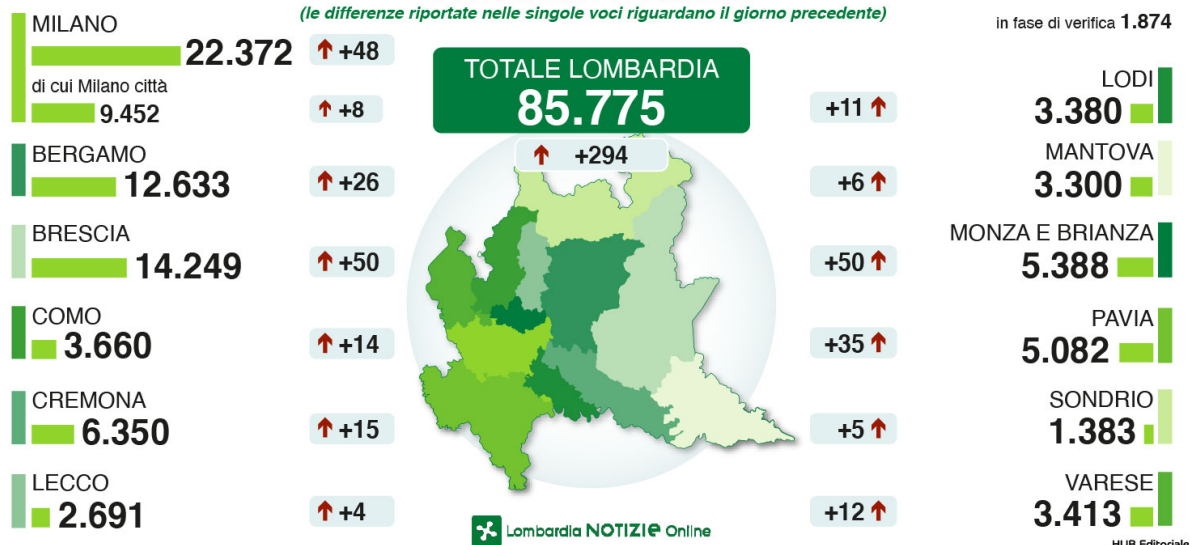 (le differenze riportate nelle singole voci riguardano il giorno precedente)
in fase di verifica 1.874
MILANO
22.372
+48
di cui Milano città
9.452
+8
BERGAMO
12.633
+26
BRESCIA
14.249
+50
COMO
3.660
+14
CREMONA
6.350
+15
LECCO
2.691
+4
TOTALE LOMBARDIA
85.775
+294
LODI
+11
3.380
MANTOVA
+6
3.300
MONZA E BRIANZA
+50
5.388
PAVIA
+35
5.082
SONDRIO
+5
1.383
VARESE
+12
3.413
Lombardia NOTIZIe Online
HUB Editoriale